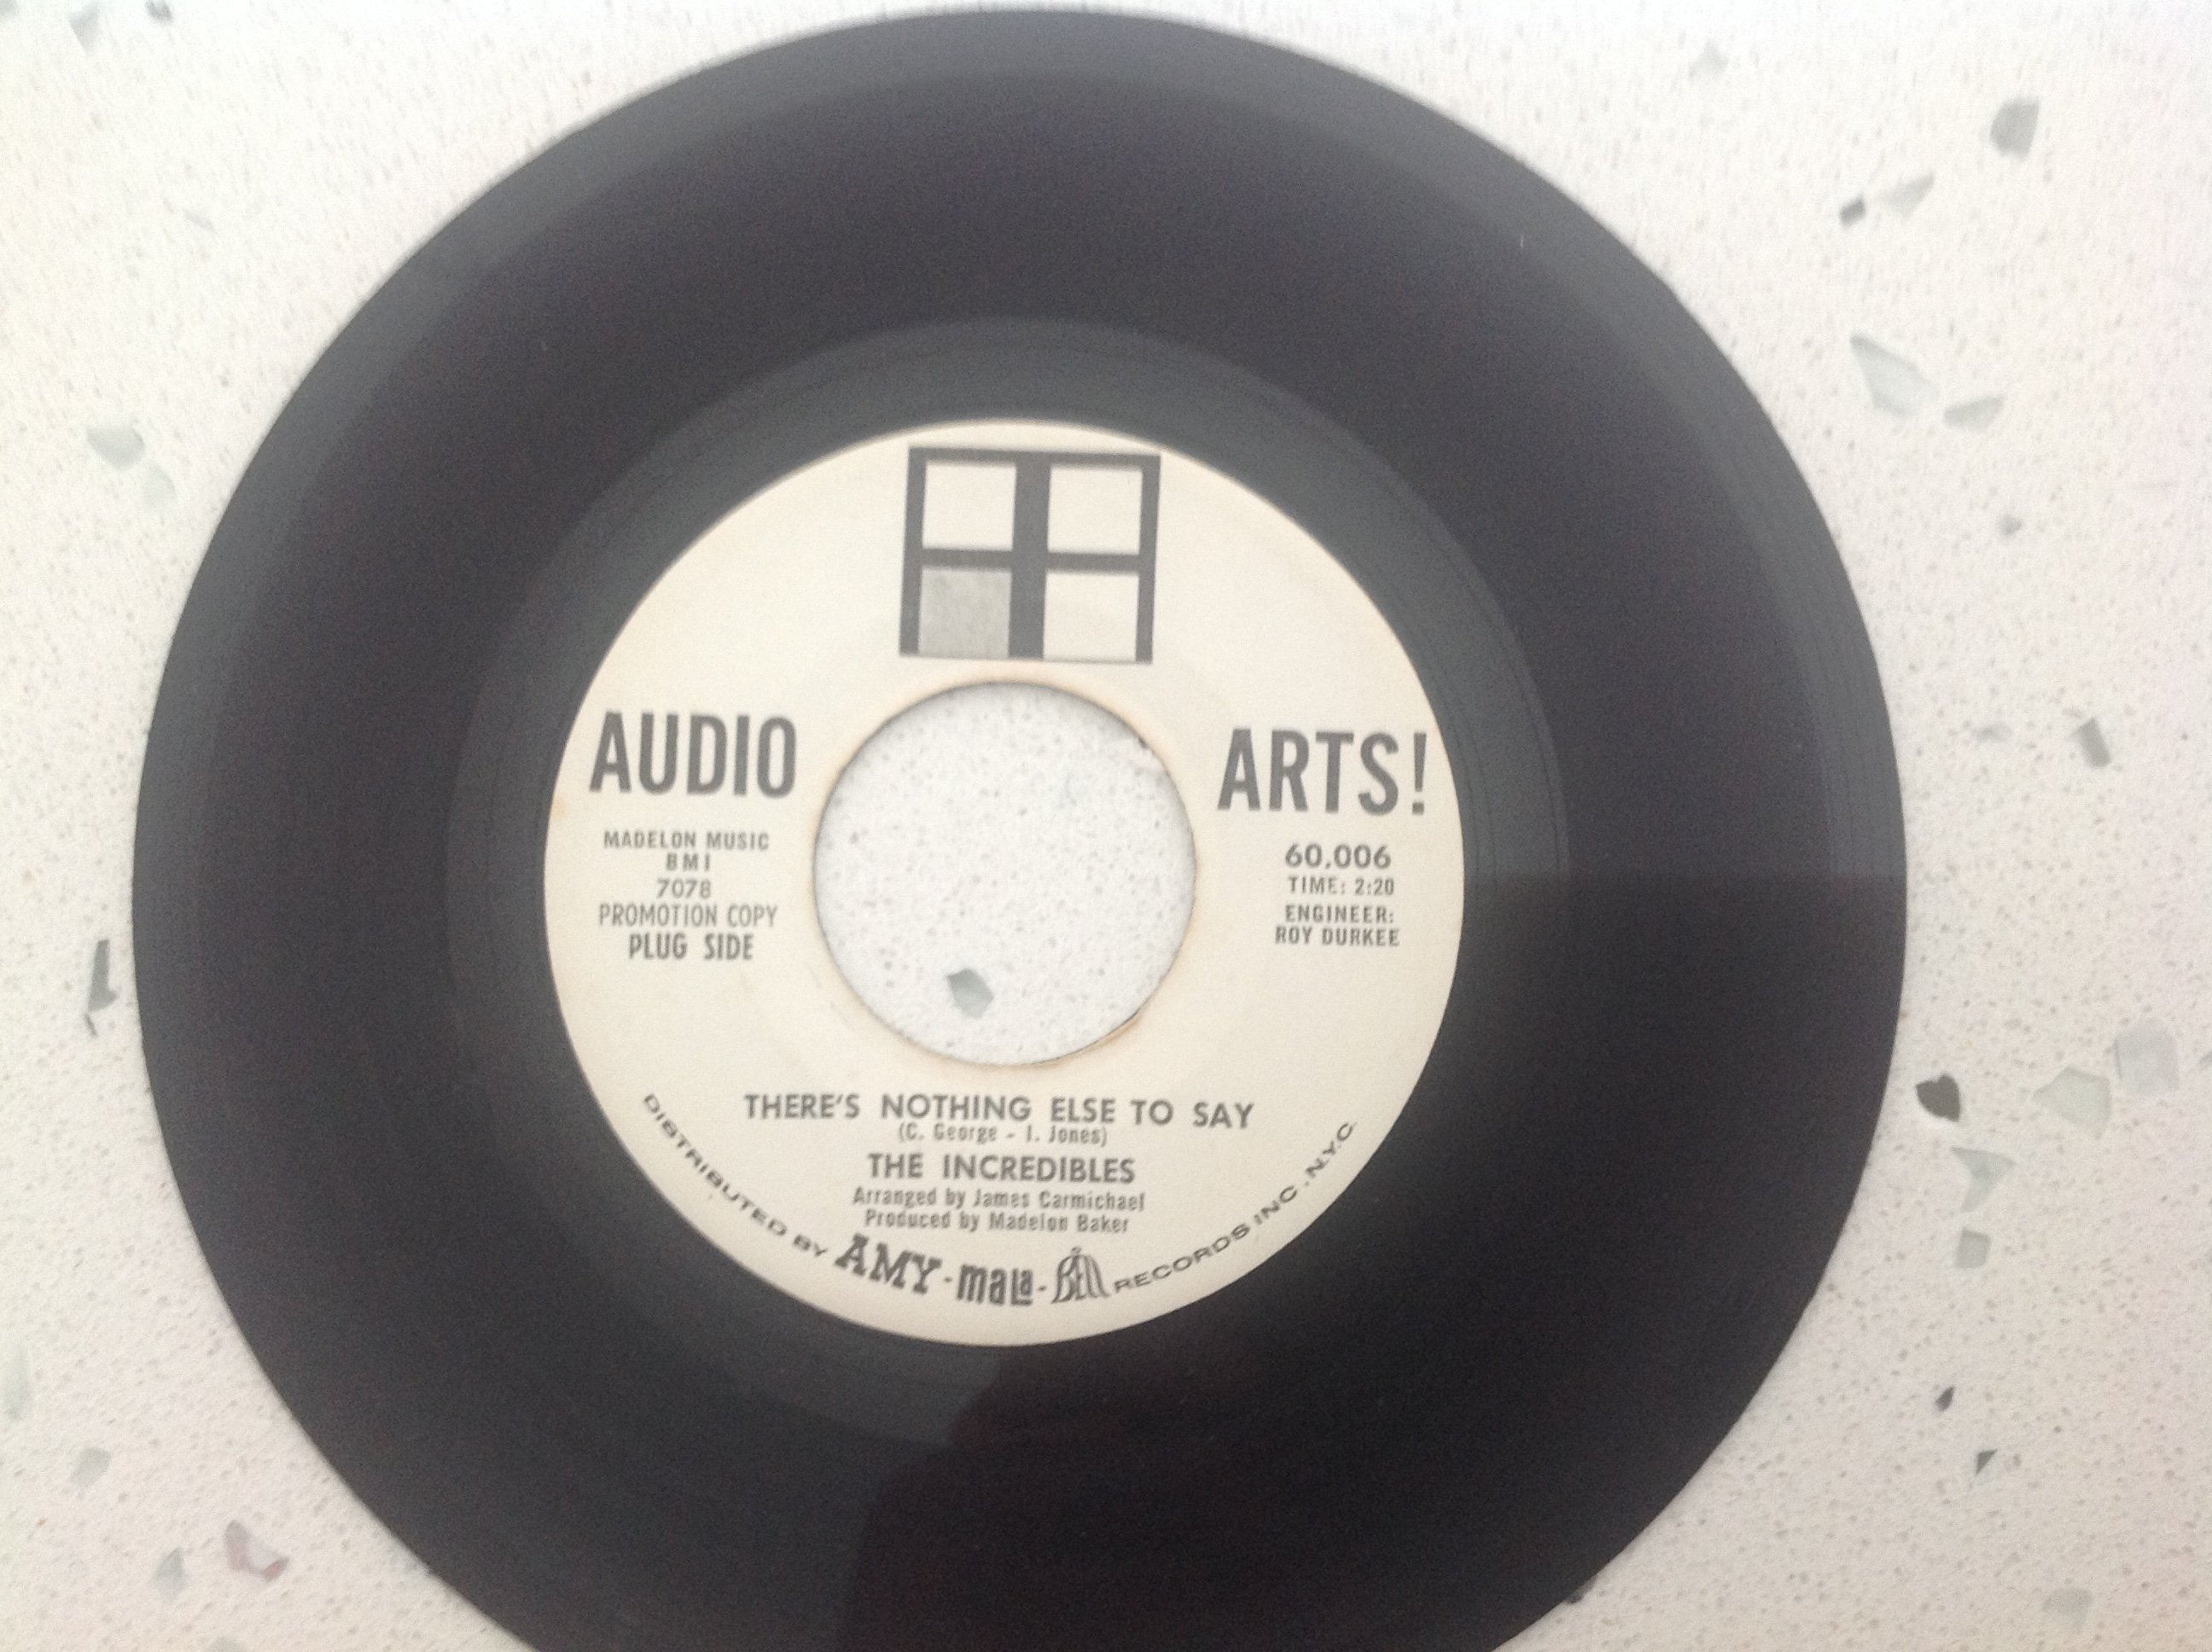 AUDIO ARTS!
MADELON MUSIC
BMI
7078
PROMOTION COPY
PLUG SIDE
60,006
TIME: 2:20
ENGINEER:
ROY DURKEE
THERE'S NOTHING ELSE TO SAY
(C. George - I. Jones)
THE INCREDIBLES
Arranged by James Carmichael
Produced by Madelon Baker
DISTRIBUTED BY AMY-mala-BELL RECORDS INC., N.Y.C.